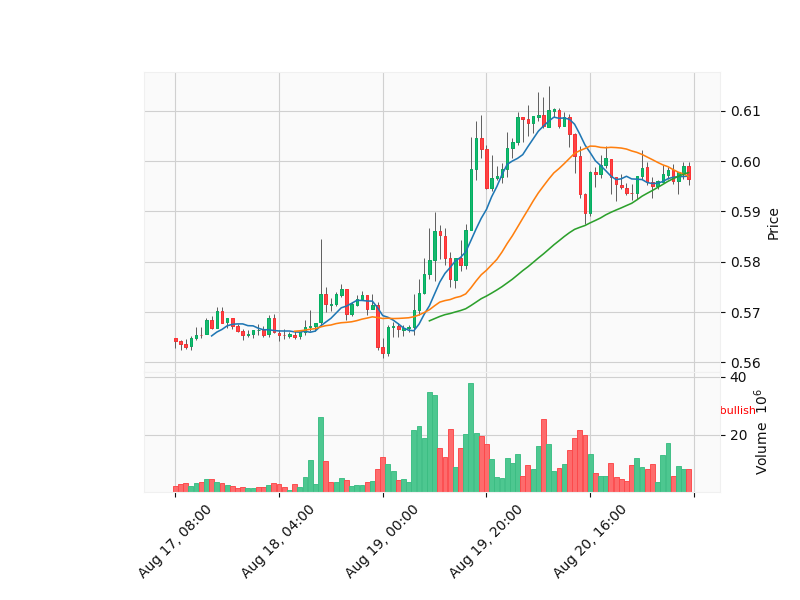 0.61
0.60
0.59
0.58
0.57
0.56
Price
40
20
Volume 10^6
bullish
Aug 17, 08:00
Aug 18, 04:00
Aug 19, 00:00
Aug 19, 20:00
Aug 20, 16:00